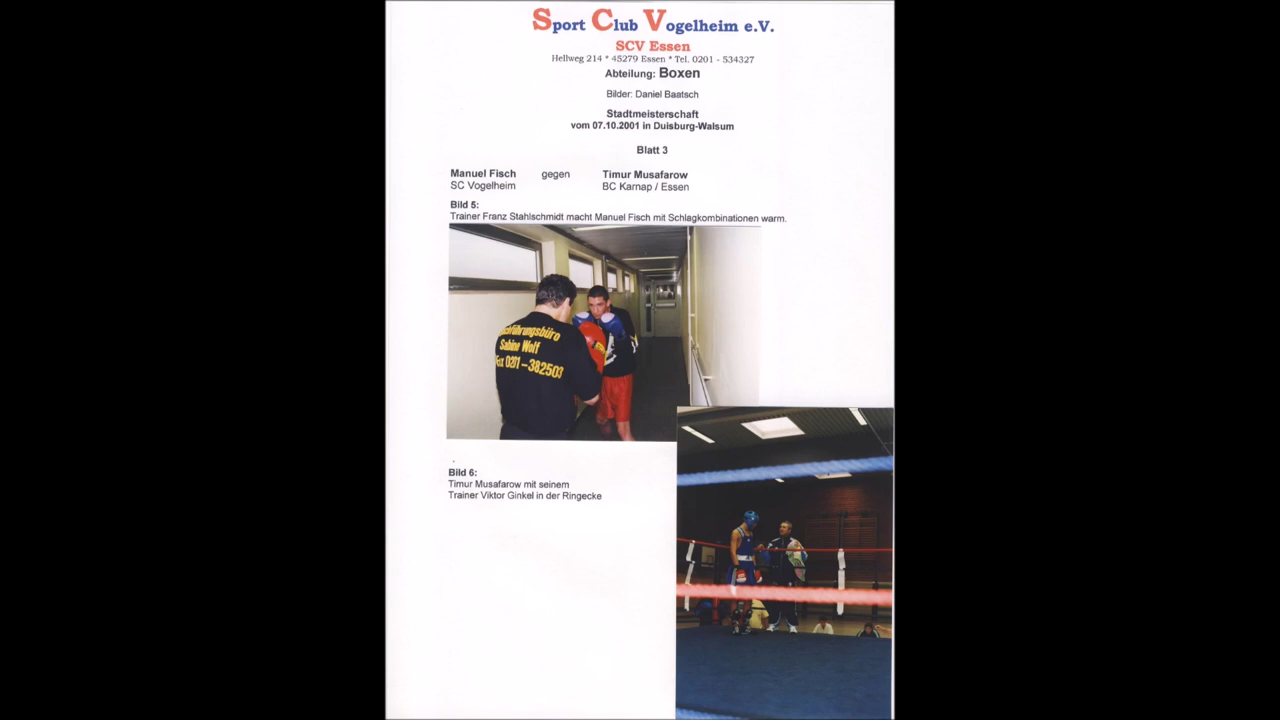 Sport Club Vogelheim e.V.
SCV Essen
Hellweg 214 * 45279 Essen * Tel. 0201 - 534327
Abteilung: Boxen
Bilder: Daniel Baatsch
Stadtmeisterschaft
vom 07.10.2001 in Duisburg-Walsum
Blatt 3
Manuel Fisch gegen Timur Musafarow
SC Vogelheim BC Karnap / Essen
Bild 5:
Trainer Franz Stahlschmidt macht Manuel Fisch mit Schlagkombinationen warm.
Sabine Wolf
Fax 0201-382503
Bild 6:
Timur Musafarow mit seinem
Trainer Viktor Ginkel in der Ringecke